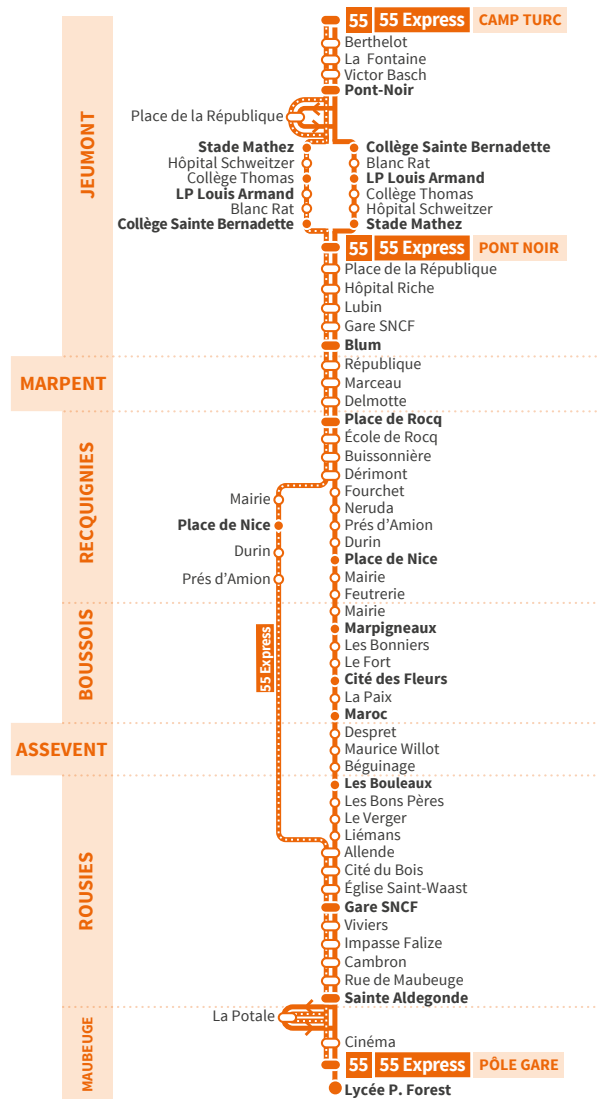 55 55 Express CAMP TURC
Berthelot
La Fontaine
Victor Basch
Pont-Noir
JEUMONT
Place de la République
Stade Mathez
Hôpital Schweitzer
Collège Thomas
LP Louis Armand
Blanc Rat
Collège Sainte Bernadette
Collège Sainte Bernadette
Blanc Rat
LP Louis Armand
Collège Thomas
Hôpital Schweitzer
Stade Mathez
55 55 Express PONT NOIR
Place de la République
Hôpital Riche
Lubin
Gare SNCF
Blum
MARPENT
République
Marceau
Delmotte
RECQUIGNIES
Place de Rocq
École de Rocq
Buissonnière
Dérimont
Mairie
Place de Nice
Durin
Prés d'Amion
55 Express
Fourchet
Neruda
Prés d'Amion
Durin
Place de Nice
Mairie
Feutrerie
BOUSSOIS
Mairie
Marpigneaux
Les Bonniers
Le Fort
Cité des Fleurs
La Paix
Maroc
ASSEVENT
Despret
Maurice Willot
Béguinage
ROUSIES
Les Bouleaux
Les Bons Pères
Le Verger
Liémans
Allende
Cité du Bois
Église Saint-Waast
Gare SNCF
Viviers
Impasse Falize
Cambron
Rue de Maubeuge
Sainte Aldegonde
MAUBEUGE
La Potale
Cinéma
55 55 Express PÔLE GARE
Lycée P. Forest